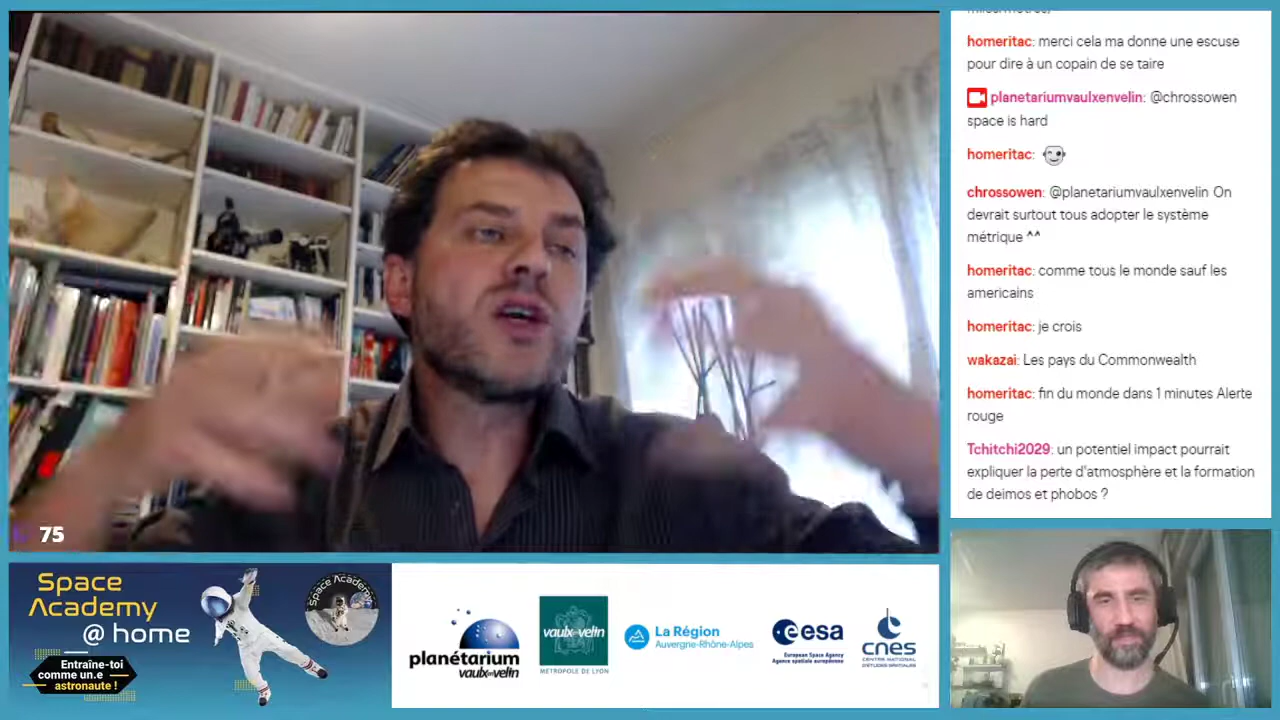 homeritac: merci cela ma donne une escuse
pour dire à un copain de se taire
planetariumvaulxenvelin: @chrossowen
space is hard
homeritac:
chrossowen: @planetariumvaulxenvelin On
devrait surtout tous adopter le système
métrique ^^
homeritac: comme tous le monde sauf les
americains
homeritac: je crois
wakazai: Les pays du Commonwealth
homeritac: fin du monde dans 1 minutes Alerte
rouge
Tchitchi2029: un potentiel impact pourrait
expliquer la perte d'atmosphère et la formation
de deimos et phobos ?
75
Space
Academy
@ home
Entraîne-toi
comme un.e
astronaute !
Space Academy
planétarium
vaulx-en-velin
vaulx-en-velin
MÉTROPOLE DE LYON
La Région
Auvergne-Rhône-Alpes
esa
European Space Agency
Agence spatiale européenne
cnes
CENTRE NATIONAL
D'ÉTUDES SPATIALES